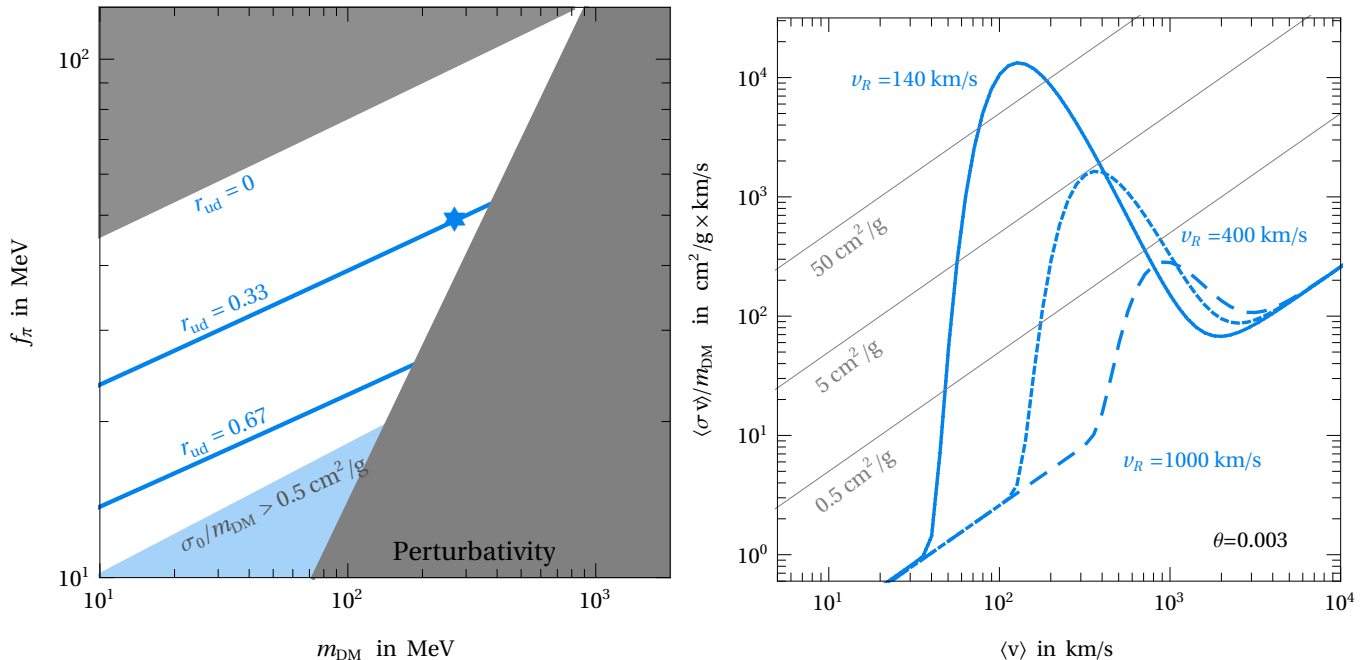 10²
10¹
f_π in MeV
r_ud = 0
r_ud = 0.33
r_ud = 0.67
σ₀/m_DM > 0.5 cm²/g
Perturbativity
10¹ 10² 10³
m_DM in MeV
10⁴
10³
10²
10¹
10⁰
⟨σ v⟩/m_DM in cm²/g × km/s
v_R =140 km/s
v_R =400 km/s
v_R =1000 km/s
50 cm²/g
5 cm²/g
0.5 cm²/g
θ=0.003
10¹ 10² 10³ 10⁴
⟨v⟩ in km/s